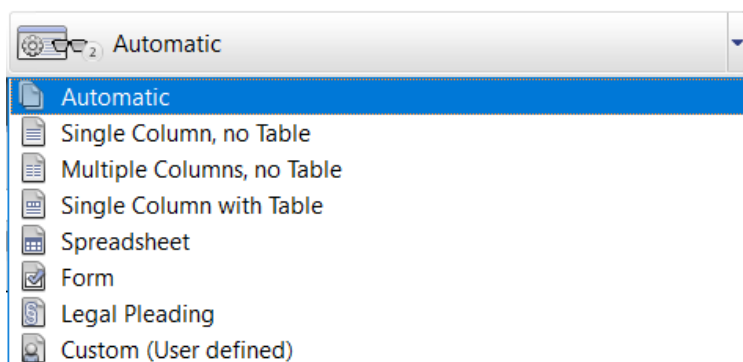 2 Automatic
Automatic
Single Column, no Table
Multiple Columns, no Table
Single Column with Table
Spreadsheet
Form
Legal Pleading
Custom (User defined)